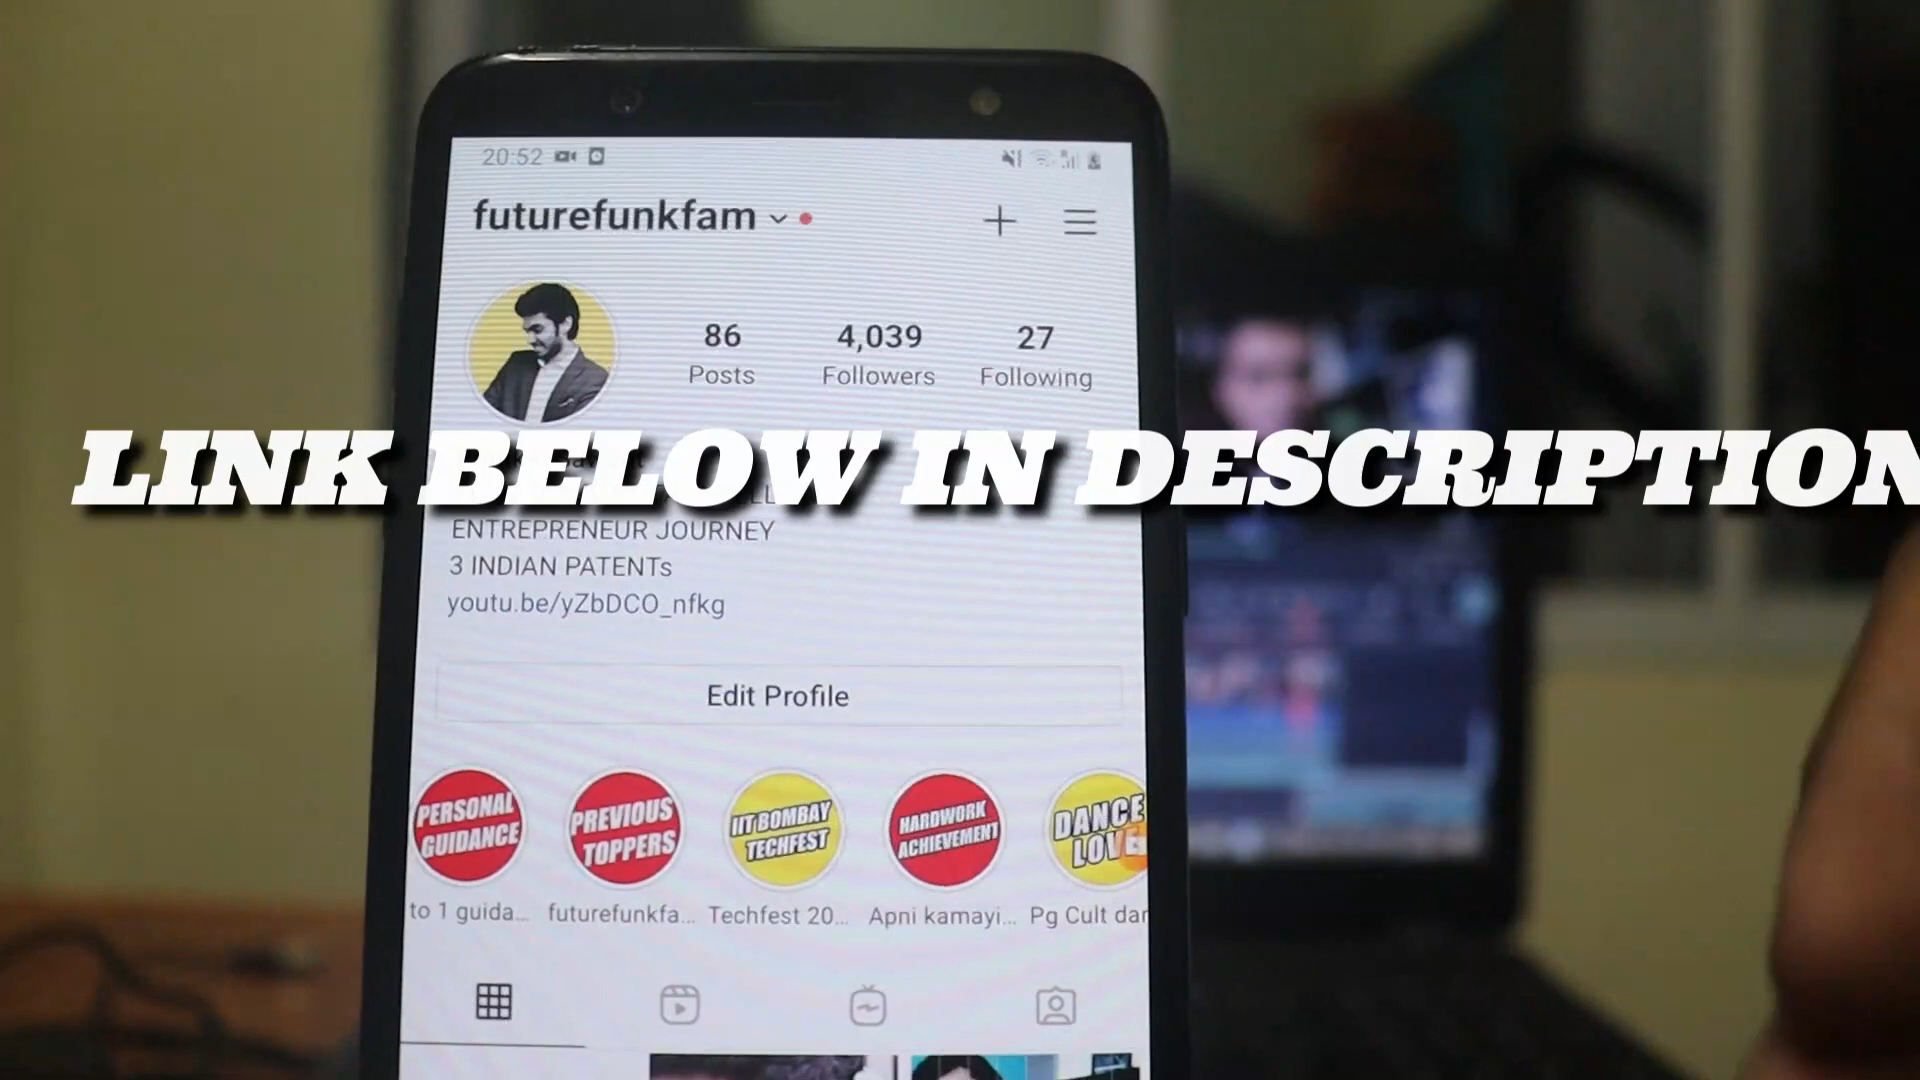 20:52
futurefunkfam
86 4,039 27
Posts Followers Following
LINK BELOW IN DESCRIPTION
ENTREPRENEUR JOURNEY
3 INDIAN PATENTs
youtu.be/yZbDCO_nfkg
Edit Profile
PERSONAL GUIDANCE
PREVIOUS TOPPERS
IIT BOMBAY TECHFEST
HARDWORK ACHIEVEMENT
DANCE LOVE
to 1 guida... futurefunkfa... Techfest 20... Apni kamayi... Pg Cult dan